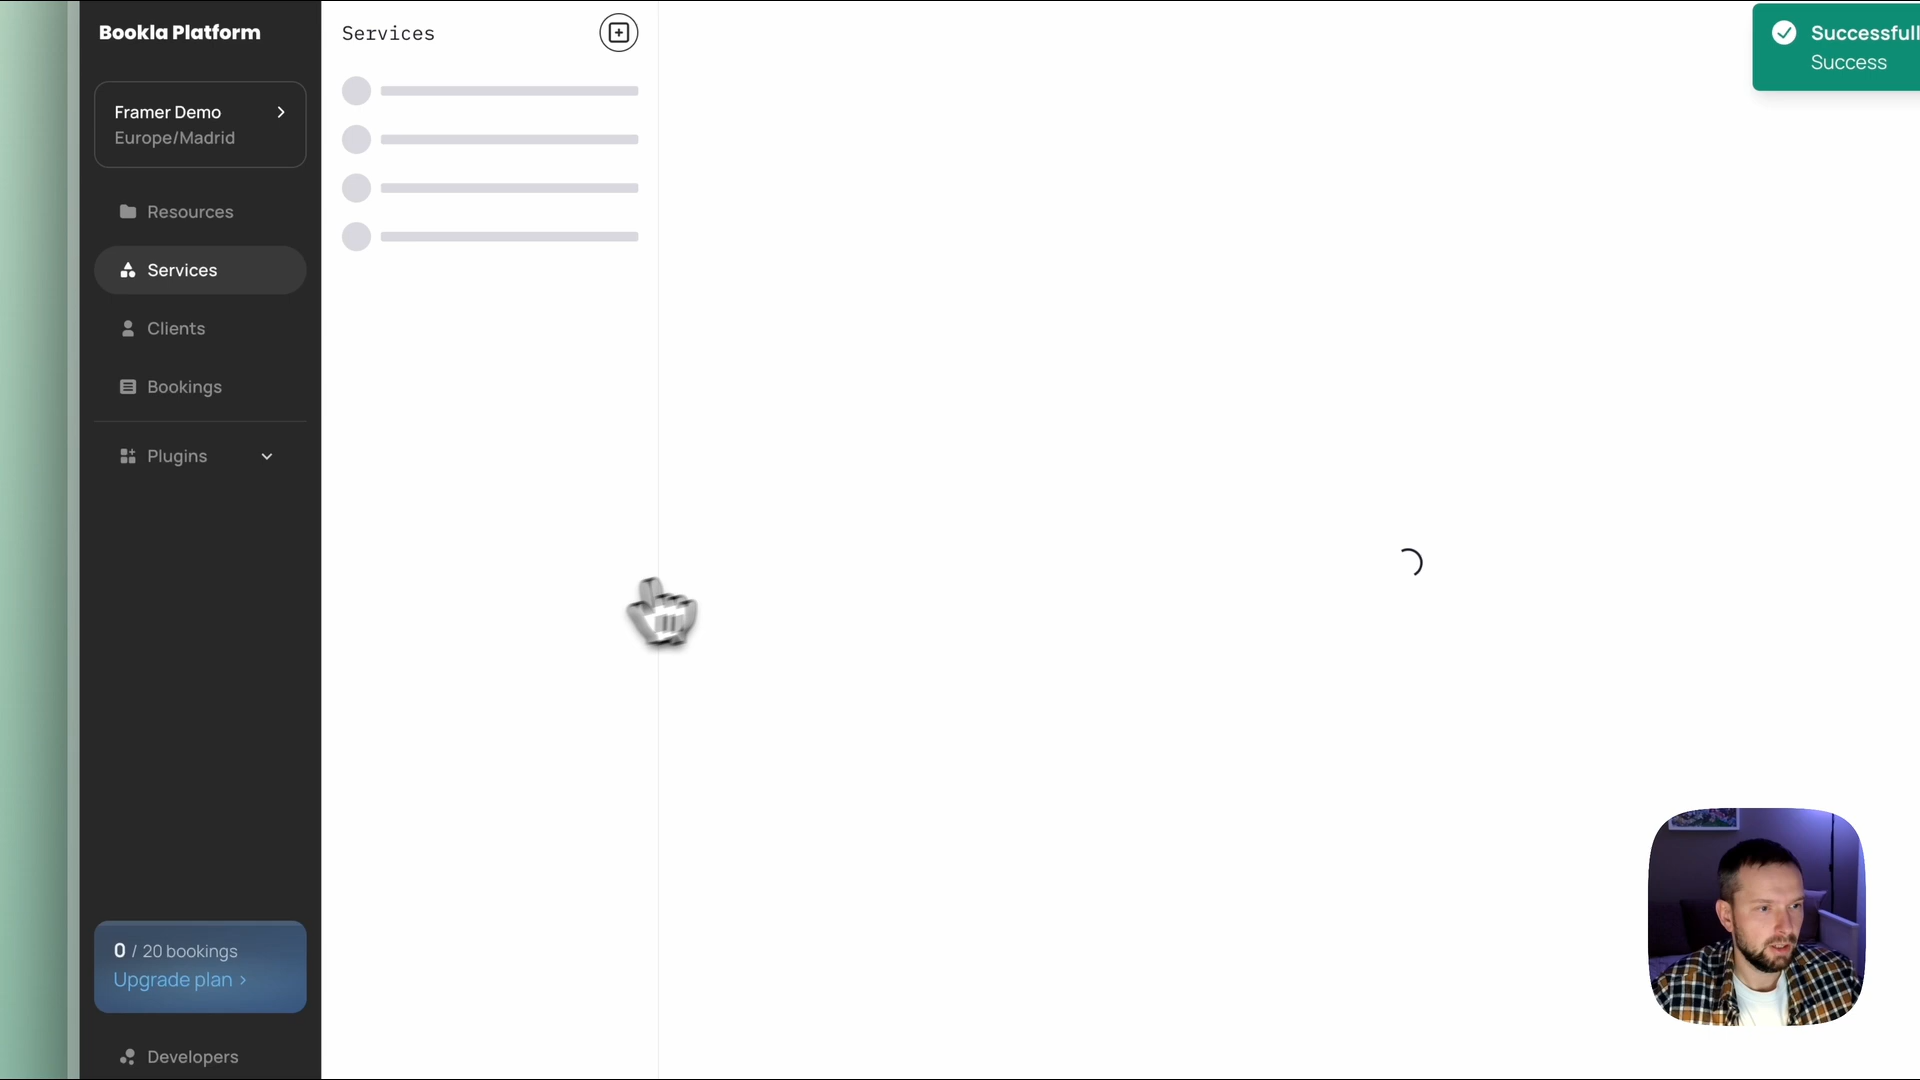 Bookla Platform
Framer Demo
Europe/Madrid
Resources
Services
Clients
Bookings
Plugins
0 / 20 bookings
Upgrade plan ›
Developers
Services
Successfull
Success